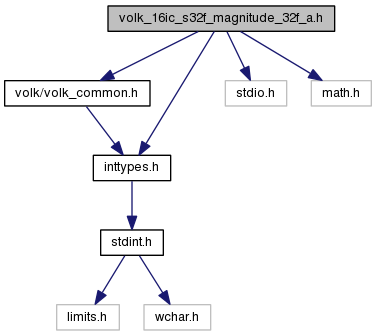 volk_16ic_s32f_magnitude_32f_a.h
volk/volk_common.h
stdio.h
math.h
inttypes.h
stdint.h
limits.h
wchar.h